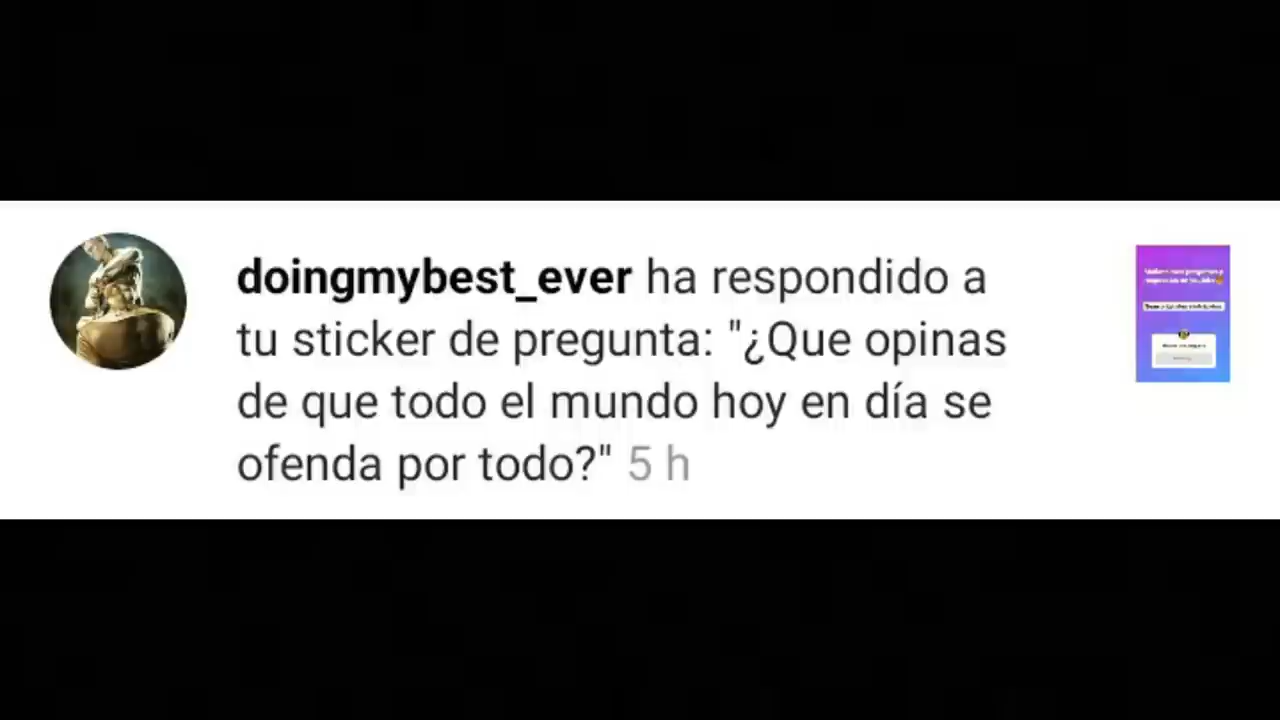 doingmybest_ever ha respondido a
tu sticker de pregunta: "¿Que opinas
de que todo el mundo hoy en día se
ofenda por todo?" 5 h